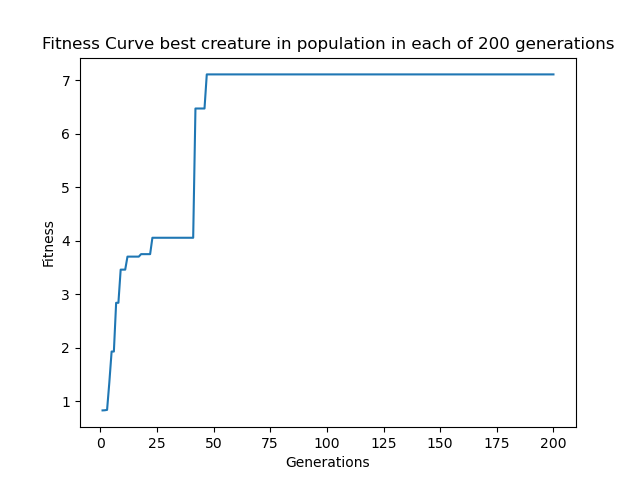 Fitness Curve best creature in population in each of 200 generations
7
6
5
4
3
2
1
Fitness
0 25 50 75 100 125 150 175 200
Generations